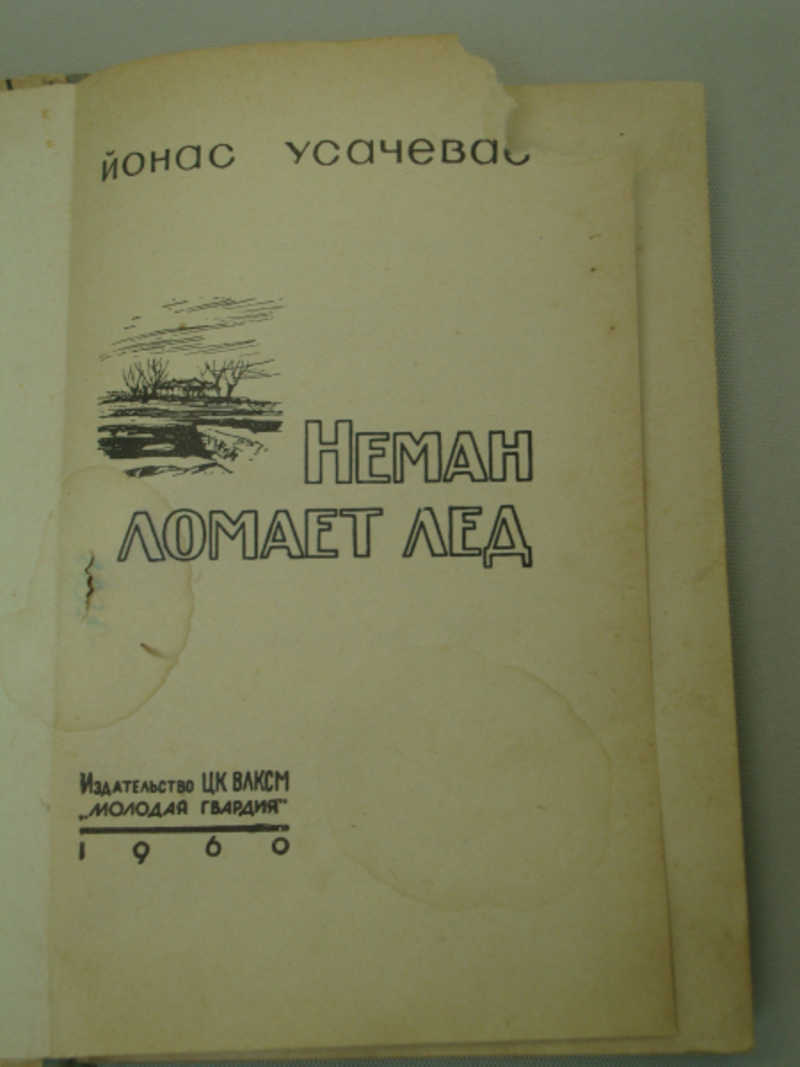 йонас усачевас
Неман
ломает лед
Издательство ЦК ВЛКСМ
„МОЛОДАЯ ГВАРДИЯ"
1960